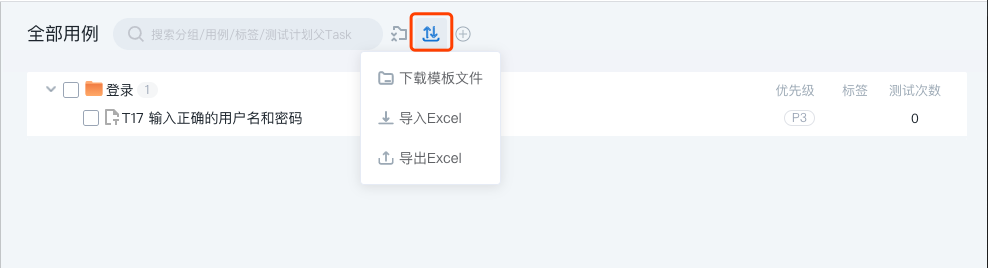 全部用例 搜索分组/用例/标签/测试计划父Task
下载模板文件
导入Excel
导出Excel
登录 1 优先级 标签 测试次数
T17 输入正确的用户名和密码 P3 0